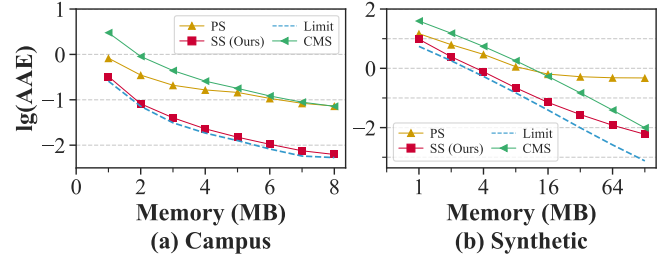 lg(AAE)
1
0
−1
−2
PS
SS (Ours)
Limit
CMS
0
2
4
6
8
Memory (MB)
(a) Campus
2
0
−2
PS
SS (Ours)
Limit
CMS
1
4
16
64
Memory (MB)
(b) Synthetic